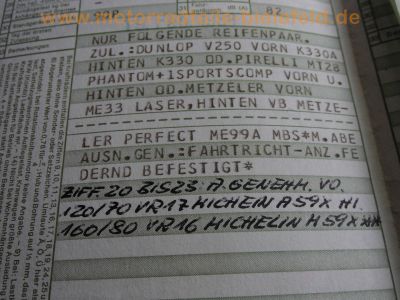 www.motorradteile-bielefeld.de
82
Bemerkungen
NUR FOLGENDE REIFENPAAR.
ZUL.:DUNLOP V250 VORN K330A
HINTEN K330 OD.PIRELLI MT28
PHANTOM+1SPORTSCOMP VORN U.
HINTEN OD.METZELER VORN
ME33 LASER,HINTEN VB METZE-
LER PERFECT ME99A MBS*M.ABE
AUSN.GEN.:FAHRTRICHT-ANZ.FE
DERND BEFESTIGT*
ZIFF 20 BIS 23: A. GENEHM. VO.
120/70 VR17 MICHELIN A59X HI.
160/80 VR16 MICHELIN M59X